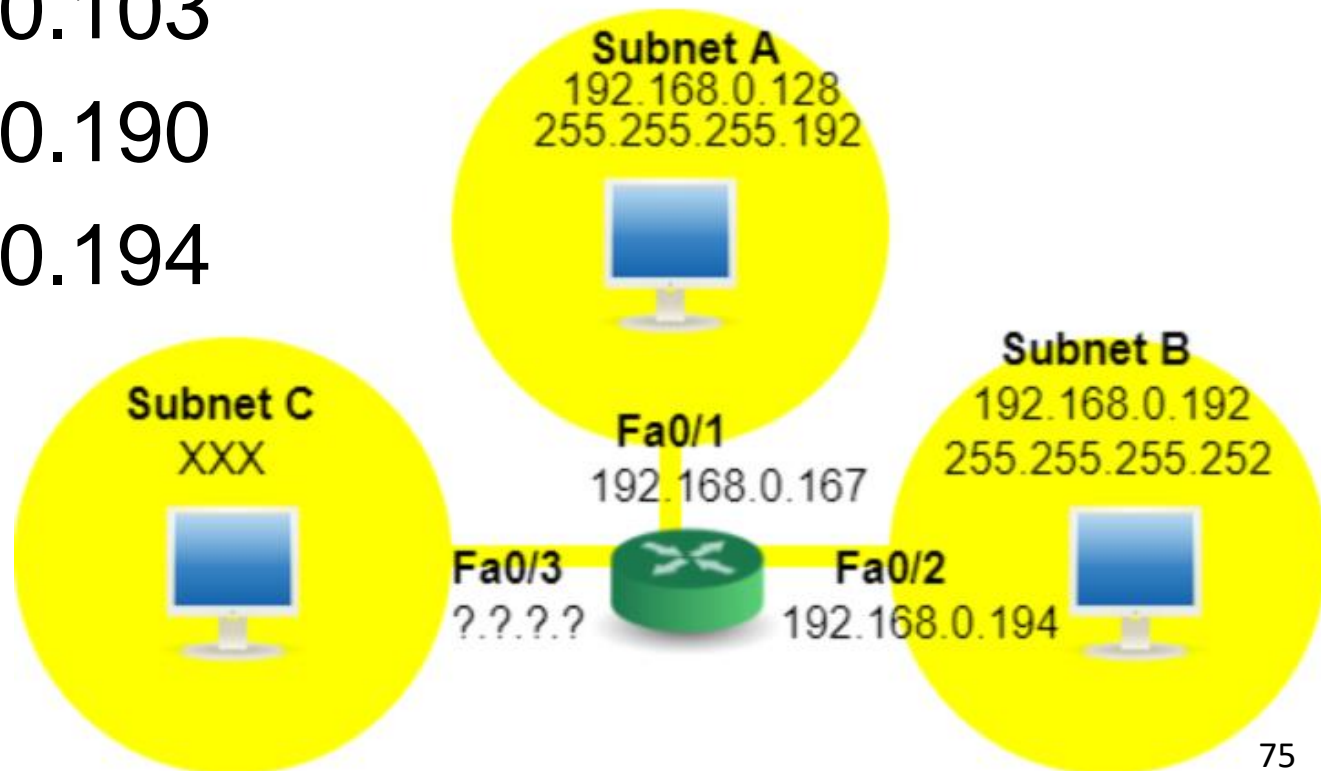 0.103
0.190
0.194
Subnet A
192.168.0.128
255.255.255.192
Subnet B
192.168.0.192
255.255.255.252
Subnet C
XXX
Fa0/1
192.168.0.167
Fa0/3
?.?.?.?
Fa0/2
192.168.0.194
75